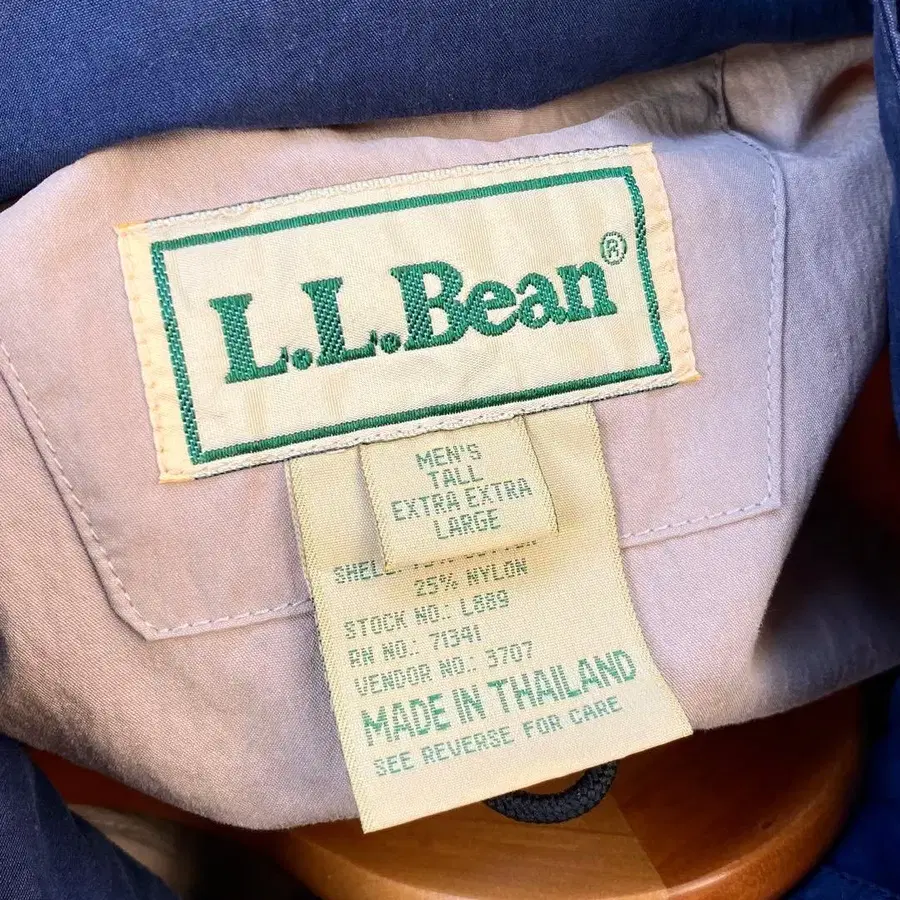 L.L.Bean®
MEN'S
TALL
EXTRA EXTRA
LARGE
SHELL
25% NYLON
STOCK NO.: L889
RN NO.: 71341
VENDOR NO.: 3707
MADE IN THAILAND
SEE REVERSE FOR CARE